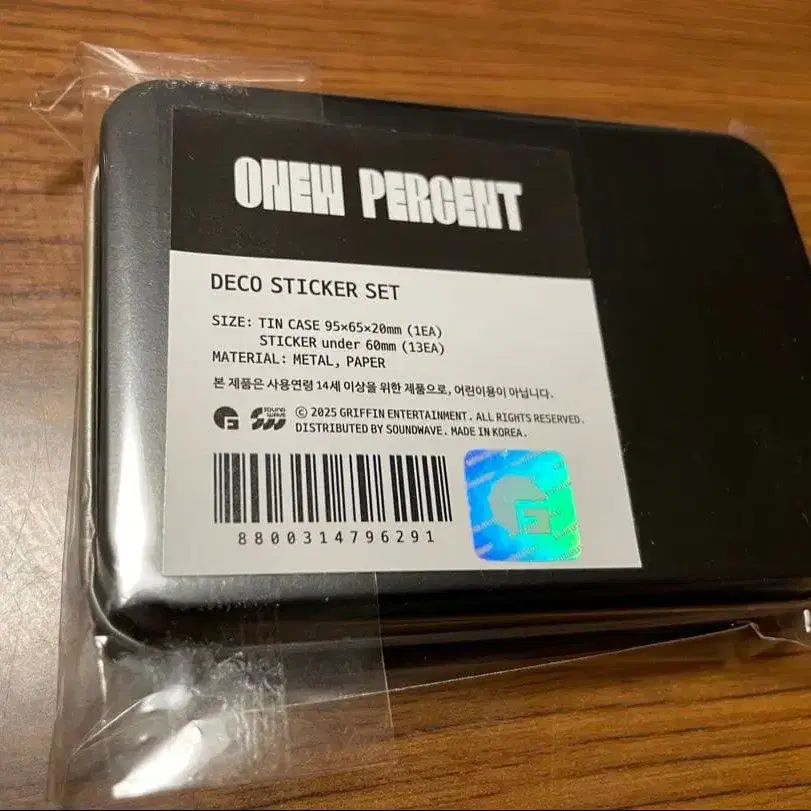 ONEW PERCENT
DECO STICKER SET
SIZE: TIN CASE 95×65×20mm (1EA)
STICKER under 60mm (13EA)
MATERIAL: METAL, PAPER
본 제품은 사용연령 14세 이상을 위한 제품으로, 어린이용이 아닙니다.
SOUND WAVE
© 2025 GRIFFIN ENTERTAINMENT. ALL RIGHTS RESERVED.
DISTRIBUTED BY SOUNDWAVE. MADE IN KOREA.
8800314796291